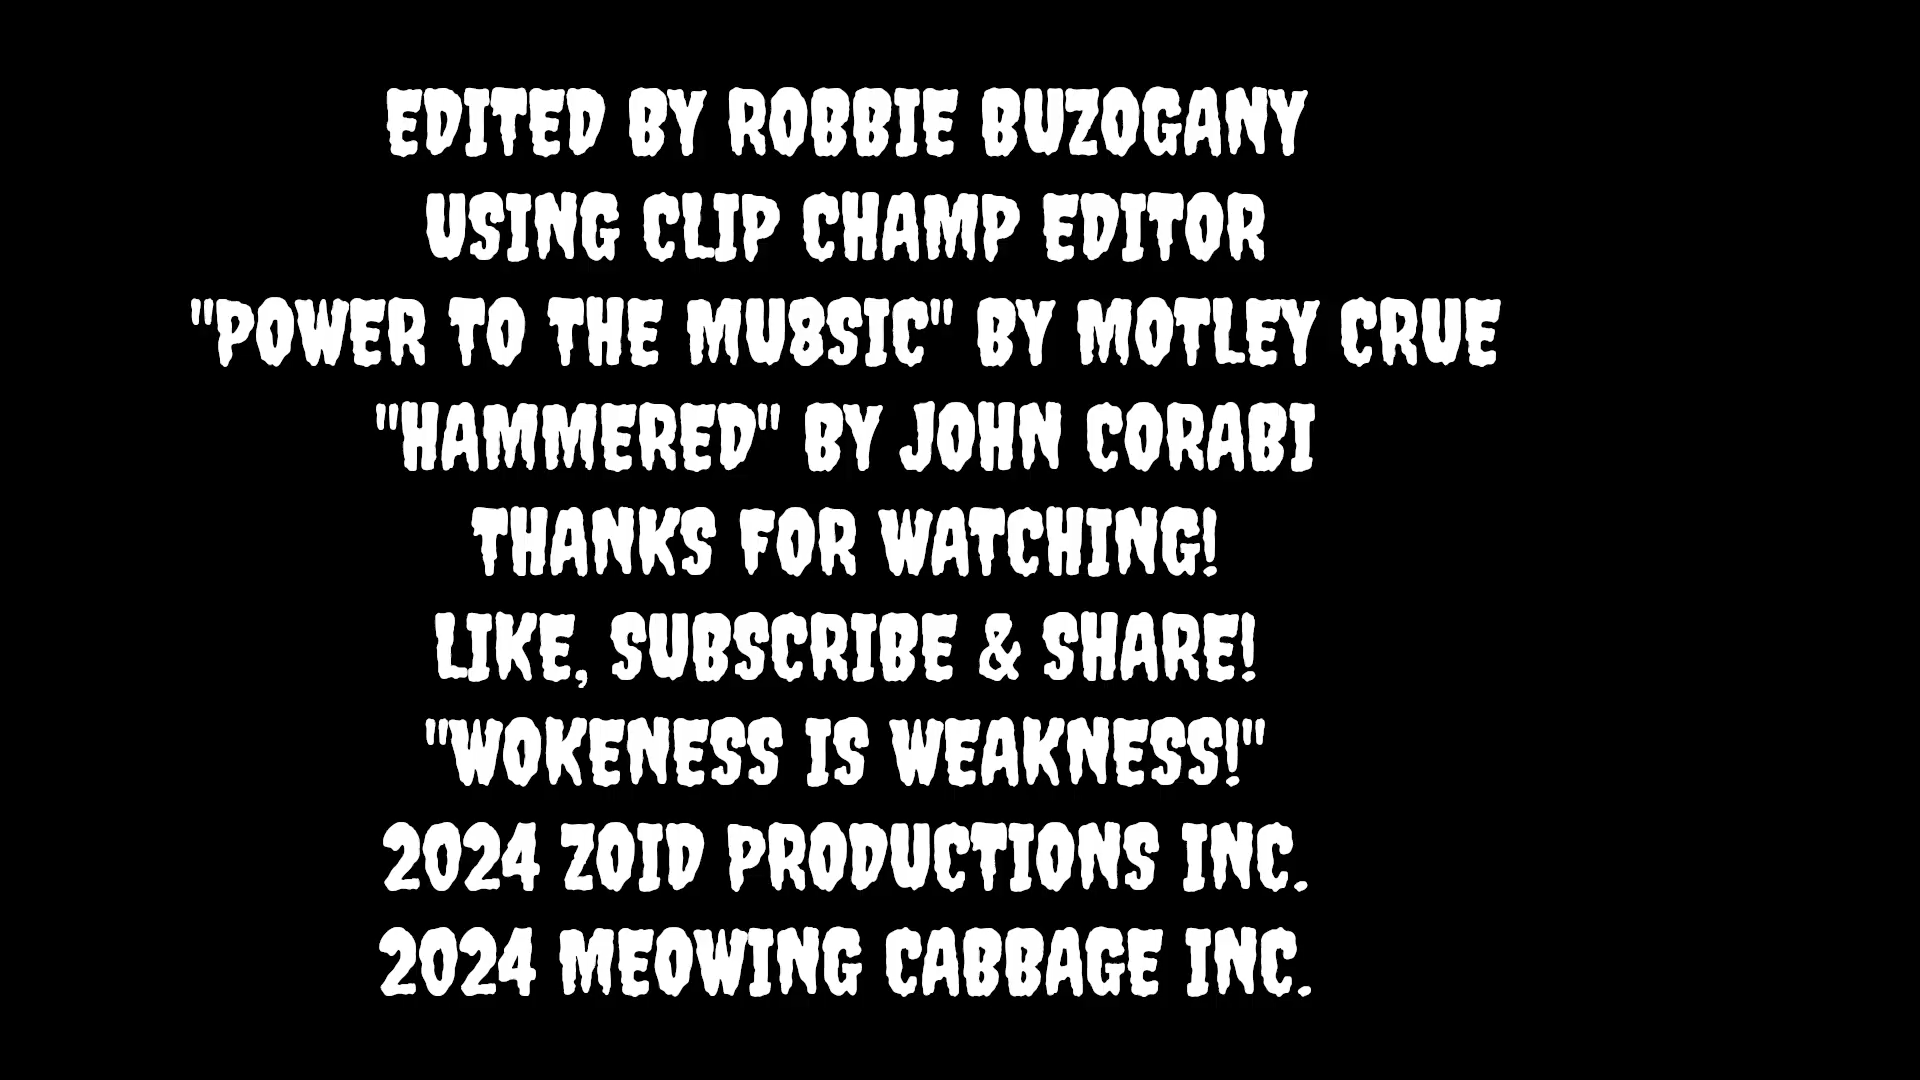 EDITED BY ROBBIE BUZOGANY
USING CLIP CHAMP EDITOR
"POWER TO THE MU8SIC" BY MOTLEY CRUE
"HAMMERED" BY JOHN CORABI
THANKS FOR WATCHING!
LIKE, SUBSCRIBE & SHARE!
"WOKENESS IS WEAKNESS!"
2024 ZOID PRODUCTIONS INC.
2024 MEOWING CABBAGE INC.